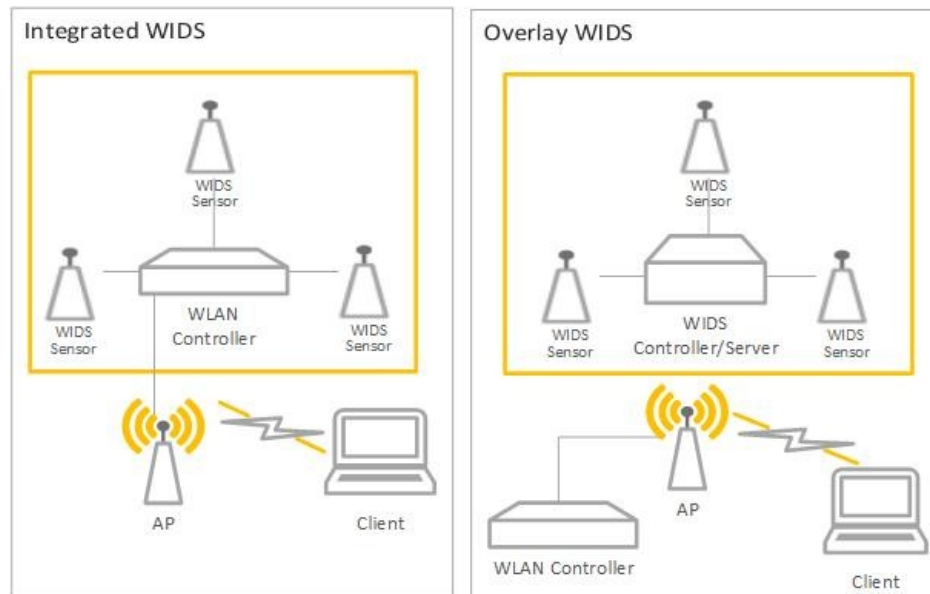 Integrated WIDS
WIDS
Sensor
WIDS
Sensor
WLAN
Controller
WIDS
Sensor
AP
Client
Overlay WIDS
WIDS
Sensor
WIDS
Sensor
WIDS
Controller/Server
WIDS
Sensor
AP
WLAN Controller
Client